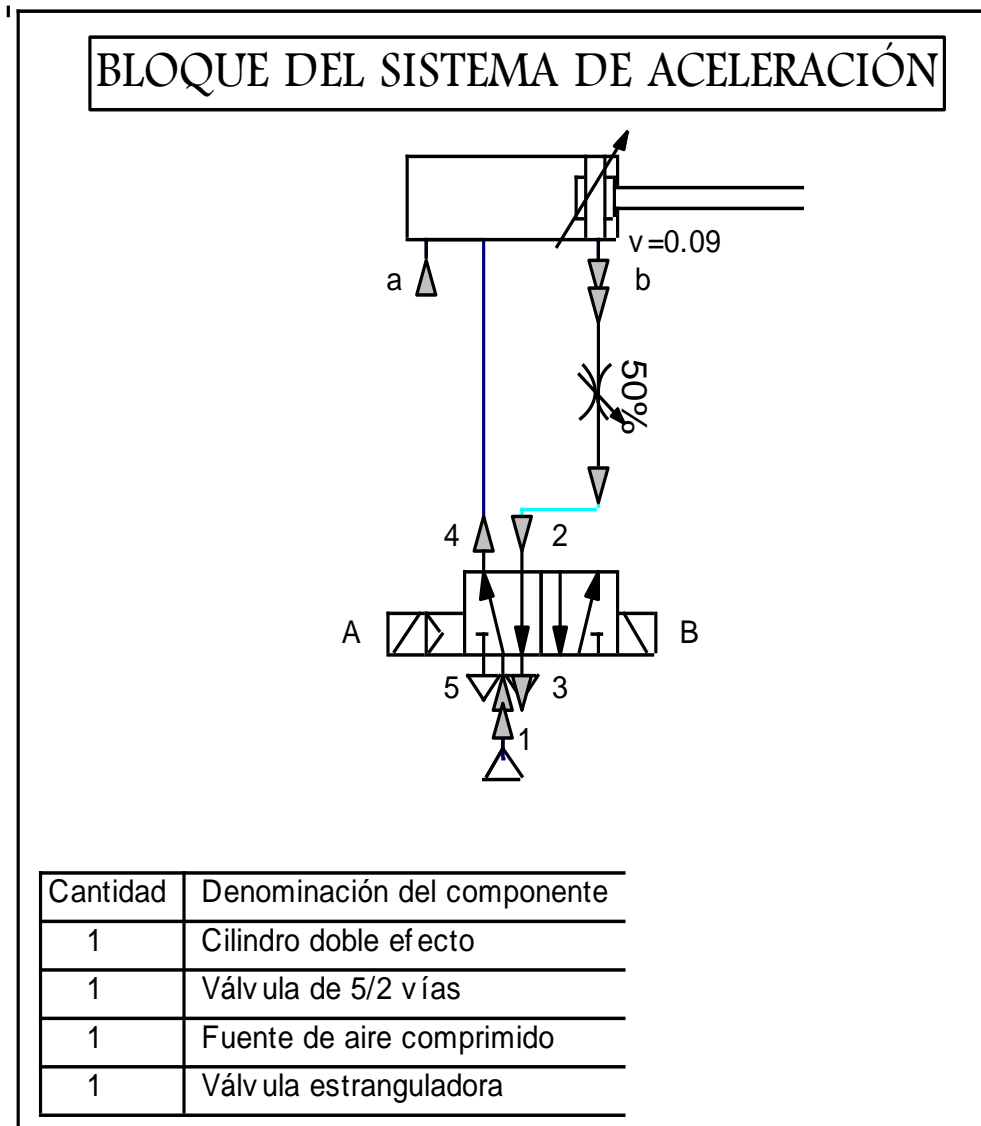 BLOQUE DEL SISTEMA DE ACELERACIÓN
v=0.09
a
b
50%
4
2
A
B
5
3
1
Cantidad Denominación del componente
1 Cilindro doble efecto
1 Válvula de 5/2 vías
1 Fuente de aire comprimido
1 Válvula estranguladora